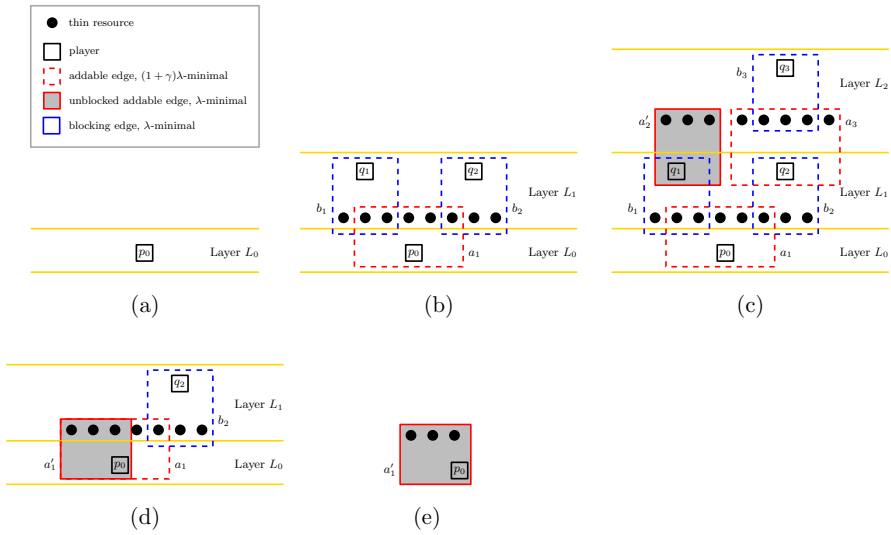 thin resource
player
addable edge, (1 + γ)λ-minimal
unblocked addable edge, λ-minimal
blocking edge, λ-minimal
p₀
Layer L₀
(a)
q₁
q₂
Layer L₁
b₁
b₂
p₀
a₁
Layer L₀
(b)
b₃
q₃
Layer L₂
a′₂
a₃
q₁
q₂
Layer L₁
b₁
b₂
p₀
a₁
Layer L₀
(c)
q₂
Layer L₁
b₂
a′₁
p₀
a₁
Layer L₀
(d)
a′₁
p₀
(e)